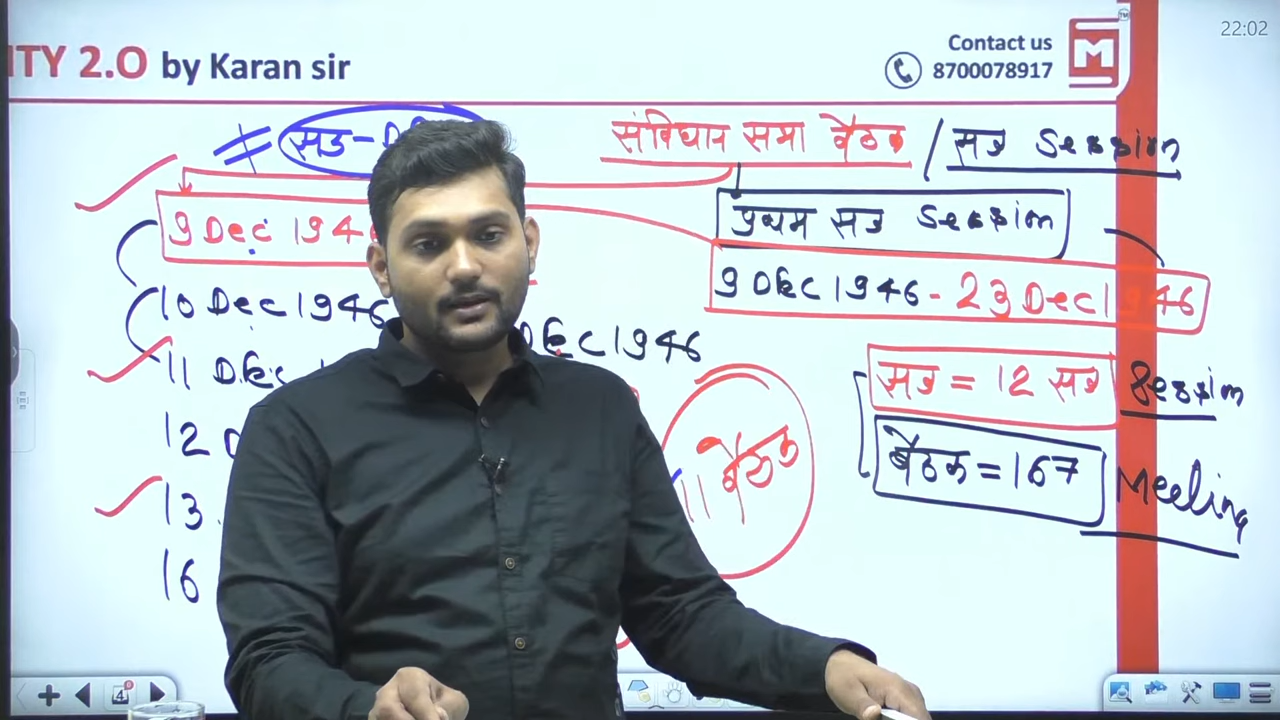 22:02
ITY 2.0 by Karan sir
Contact us
8700078917
M
सत्र-
संविधान सभा बैठक / सत्र Session
9 Dec 194
प्रथम सत्र Session
10 Dec 1946
9 Dec 1946 - 23 Dec 1946
Dec 1946
11 Dec
सत्र = 12 सत्र Session
12 D
11 बैठक
बैठक = 167 Meeting
13
16
4